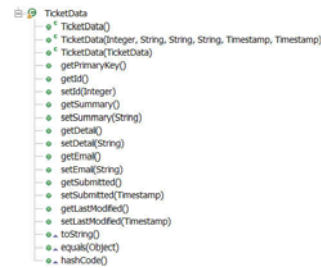 TicketData
C TicketData()
C TicketData(Integer, String, String, String, Timestamp, Timestamp)
C TicketData(TicketData)
getPrimaryKey()
getId()
setId(Integer)
getSummary()
setSummary(String)
getDetail()
setDetail(String)
getEmail()
setEmail(String)
getSubmitted()
setSubmitted(Timestamp)
getLastModified()
setLastModified(Timestamp)
toString()
equals(Object)
hashCode()